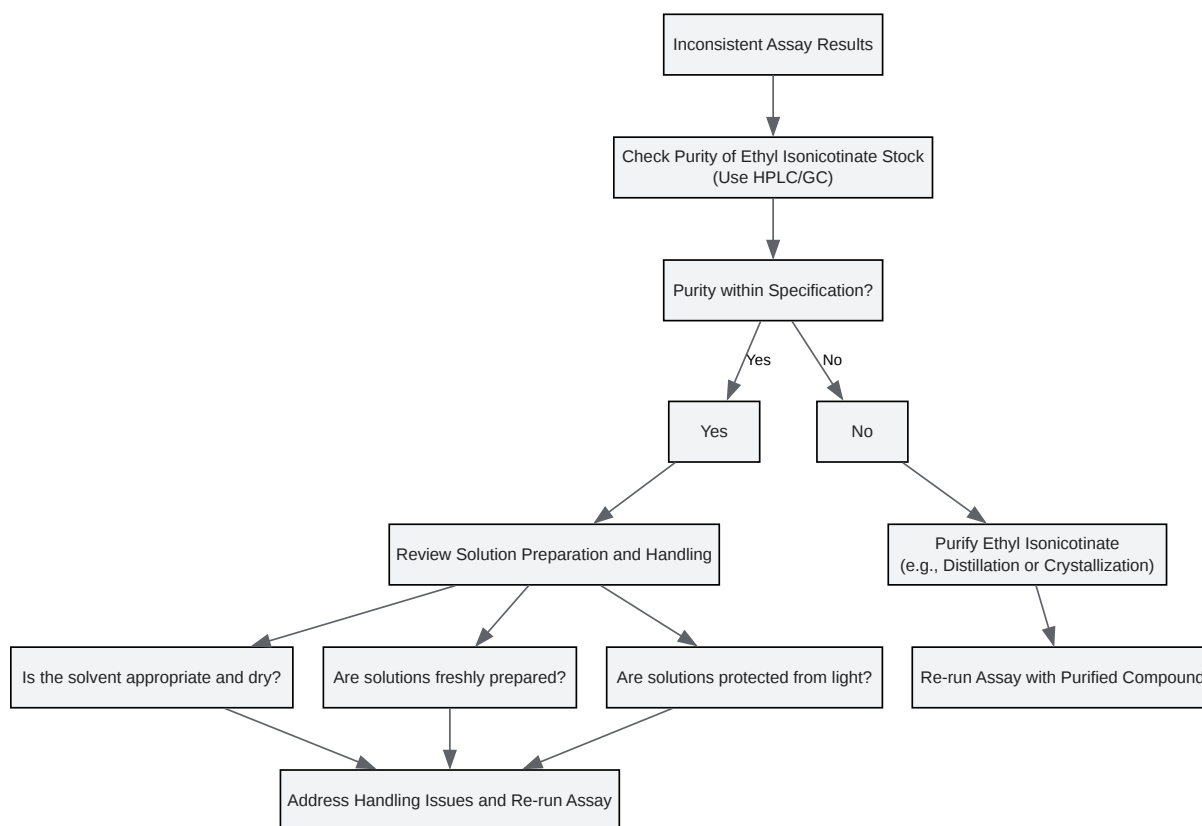 Inconsistent Assay Results
Check Purity of Ethyl Isonicotinate Stock
(Use HPLC/GC)
Purity within Specification?
Yes
No
Yes
No
Review Solution Preparation and Handling
Purify Ethyl Isonicotinate
(e.g., Distillation or Crystallization)
Is the solvent appropriate and dry?
Are solutions freshly prepared?
Are solutions protected from light?
Re-run Assay with Purified Compound
Address Handling Issues and Re-run Assay